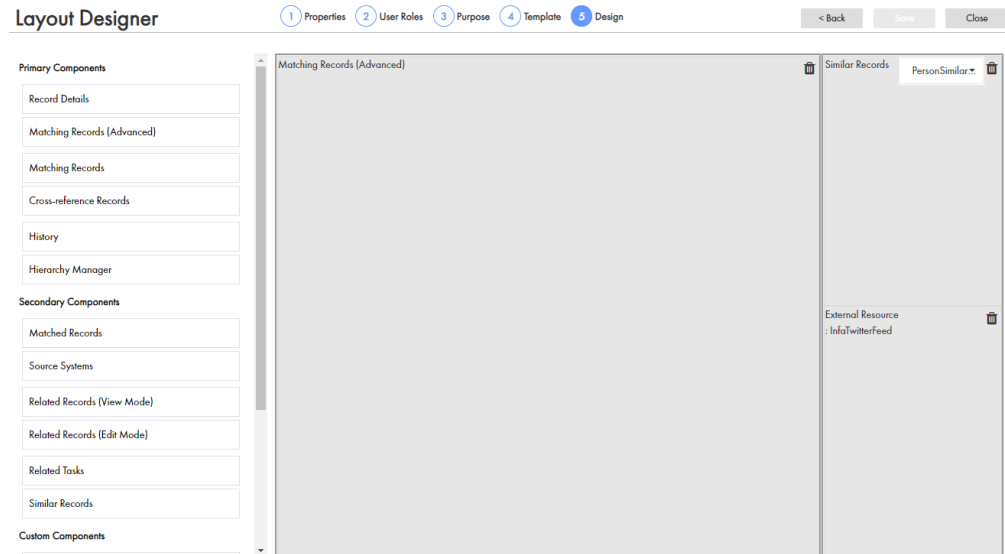 Layout Designer
1 Properties 2 User Roles 3 Purpose 4 Template 5 Design
< Back Save Close
Primary Components
Record Details
Matching Records (Advanced)
Matching Records
Cross-reference Records
History
Hierarchy Manager
Secondary Components
Matched Records
Source Systems
Related Records (View Mode)
Related Records (Edit Mode)
Related Tasks
Similar Records
Custom Components
Matching Records (Advanced)
Similar Records PersonSimilar...
External Resource
: InfaTwitterFeed